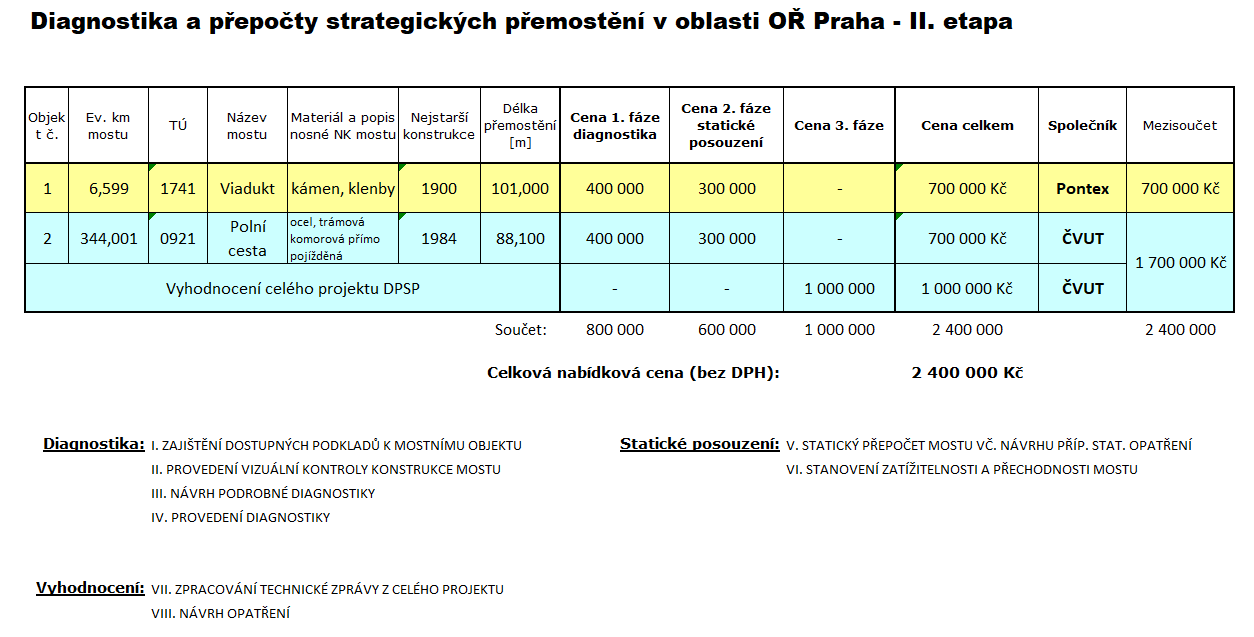 Diagnostika a přepočty strategických přemostění v oblasti OŘ Praha - II. etapa
Objek
t č.
Ev. km
mostu
TÚ
Název
mostu
Materiál a popis
nosné NK mostu
Nejstarší
konstrukce
Délka
přemostění
[m]
Cena 1. fáze
diagnostika
Cena 2. fáze
statické
posouzení
Cena 3. fáze
Cena celkem
Společník
Mezisoučet
1 6,599 1741 Viadukt kámen, klenby 1900 101,000 400 000 300 000 - 700 000 Kč Pontex 700 000 Kč
2 344,001 0921
Polní
cesta
ocel, trámová
komorová přímo
pojížděná
1984 88,100 400 000 300 000 - 700 000 Kč ČVUT
1 700 000 Kč
Vyhodnocení celého projektu DPSP - - 1 000 000 1 000 000 Kč ČVUT
Součet: 800 000 600 000 1 000 000 2 400 000 2 400 000
Celková nabídková cena (bez DPH): 2 400 000 Kč
Diagnostika: I. ZAJIŠTĚNÍ DOSTUPNÝCH PODKLADŮ K MOSTNÍMU OBJEKTU
II. PROVEDENÍ VIZUÁLNÍ KONTROLY KONSTRUKCE MOSTU
III. NÁVRH PODROBNÉ DIAGNOSTIKY
IV. PROVEDENÍ DIAGNOSTIKY
Statické posouzení: V. STATICKÝ PŘEPOČET MOSTU VČ. NÁVRHU PŘÍP. STAT. OPATŘENÍ
VI. STANOVENÍ ZATÍŽITELNOSTI A PŘECHODNOSTI MOSTU
Vyhodnocení: VII. ZPRACOVÁNÍ TECHNICKÉ ZPRÁVY Z CELÉHO PROJEKTU
VIII. NÁVRH OPATŘENÍ